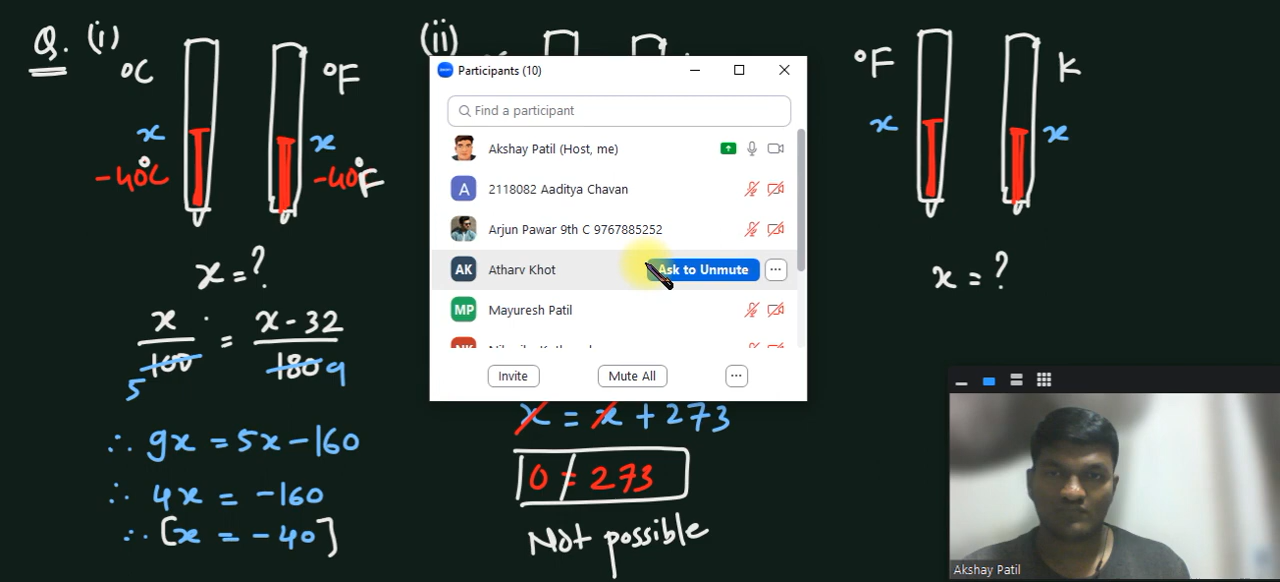 Q. (i)
°C
°F
x
x
-40°C
-40°F
x = ?
x/100 = x - 32/180
5
9
∴ 9x = 5x - 160
∴ 4x = -160
∴ [x = -40]
(ii)
Participants (10)
Find a participant
Akshay Patil (Host, me)
A
2118082 Aaditya Chavan
Arjun Pawar 9th C 9767885252
AK
Atharv Khot
Ask to Unmute
MP
Mayuresh Patil
Invite
Mute All
x = x + 273
0 ≠ 273
Not possible
°F
K
x
x
x = ?
Akshay Patil